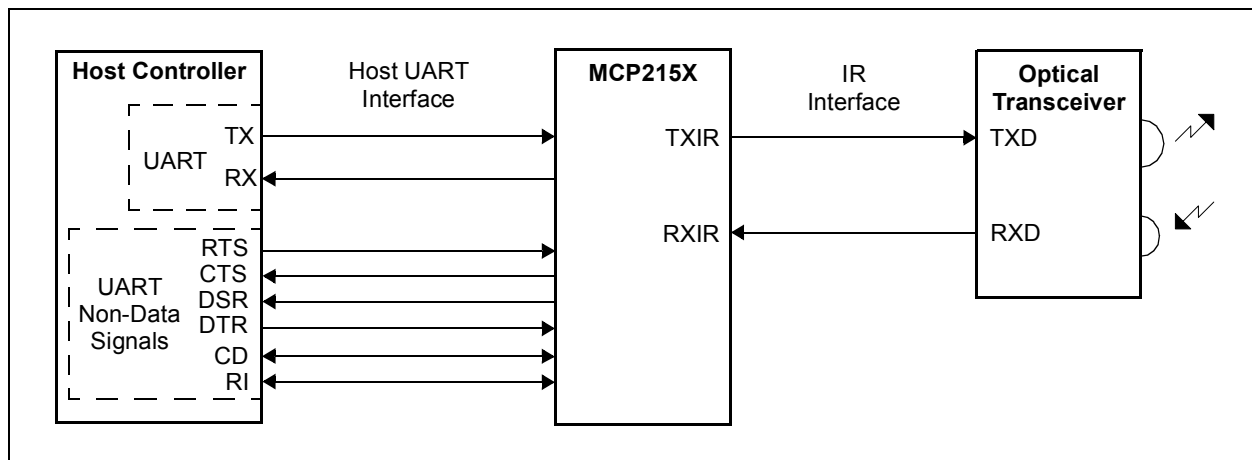 Host Controller
Host UART
Interface
MCP215X
IR
Interface
Optical
Transceiver
TX
UART
RX
TXIR
TXD
RXIR
RXD
RTS
CTS
DSR
DTR
CD
RI
UART
Non-Data
Signals